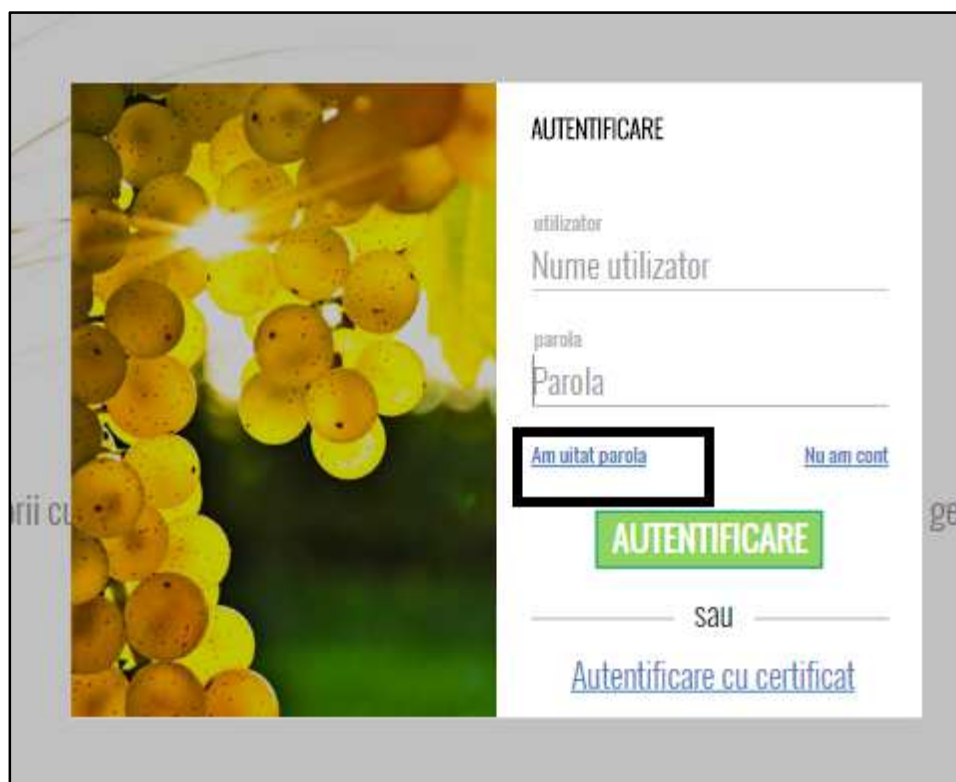 AUTENTIFICARE
utilizator
Nume utilizator
parola
Parola
Am uitat parola Nu am cont
AUTENTIFICARE
sau
Autentificare cu certificat